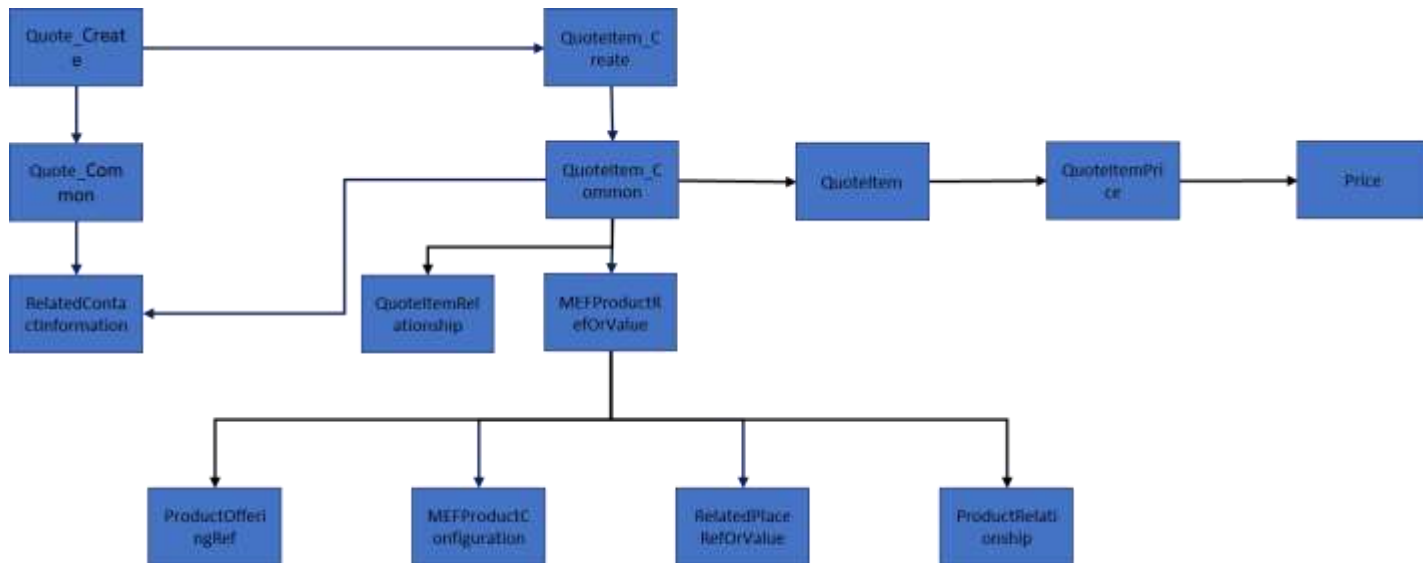 Quote_Creat
e
QuoteItem_C
reate
Quote_Com
mon
QuoteItem_C
ommon
QuoteItem
QuoteItemPri
ce
Price
RelatedConta
ctInformation
QuoteItemRel
ationship
MEFProductR
efOrValue
ProductOfferi
ngRef
MEFProductC
onfiguration
RelatedPlace
RefOrValue
ProductRelati
onship